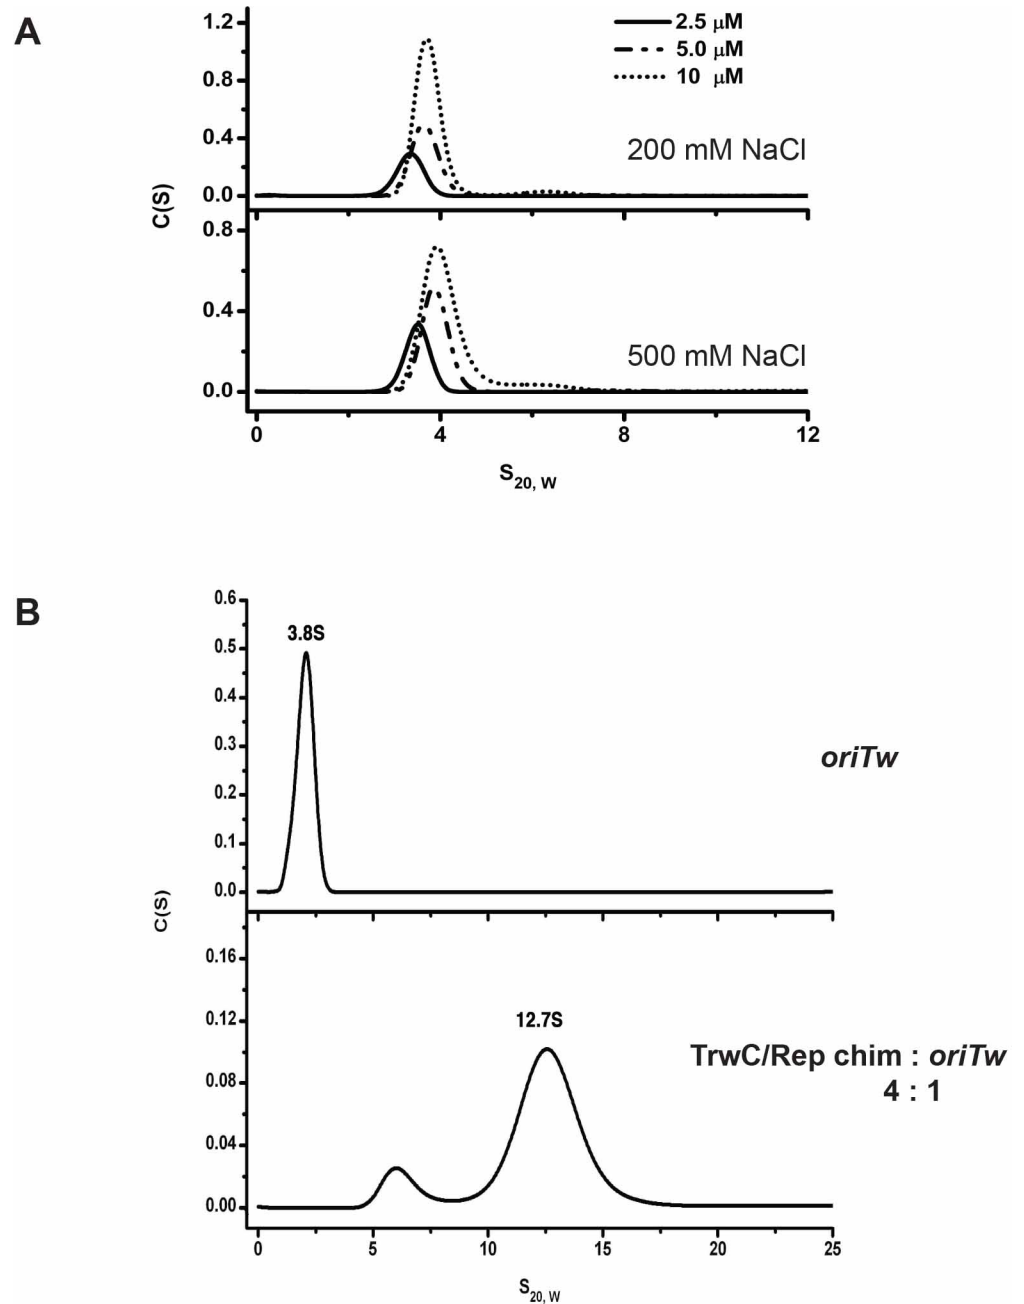 A
1.2
0.8
0.4
0.0
2.5 μM
5.0 μM
10 μM
200 mM NaCl
C(S)
0.8
0.4
0.0
500 mM NaCl
0 4 8 12
S20, W
B
0.6
0.5
0.4
0.3
0.2
0.1
0.0
3.8S
oriTw
C(S)
0.16
0.12
0.08
0.04
0.00
12.7S
TrwC/Rep chim : oriTw
4 : 1
0 5 10 15 20 25
S20, W